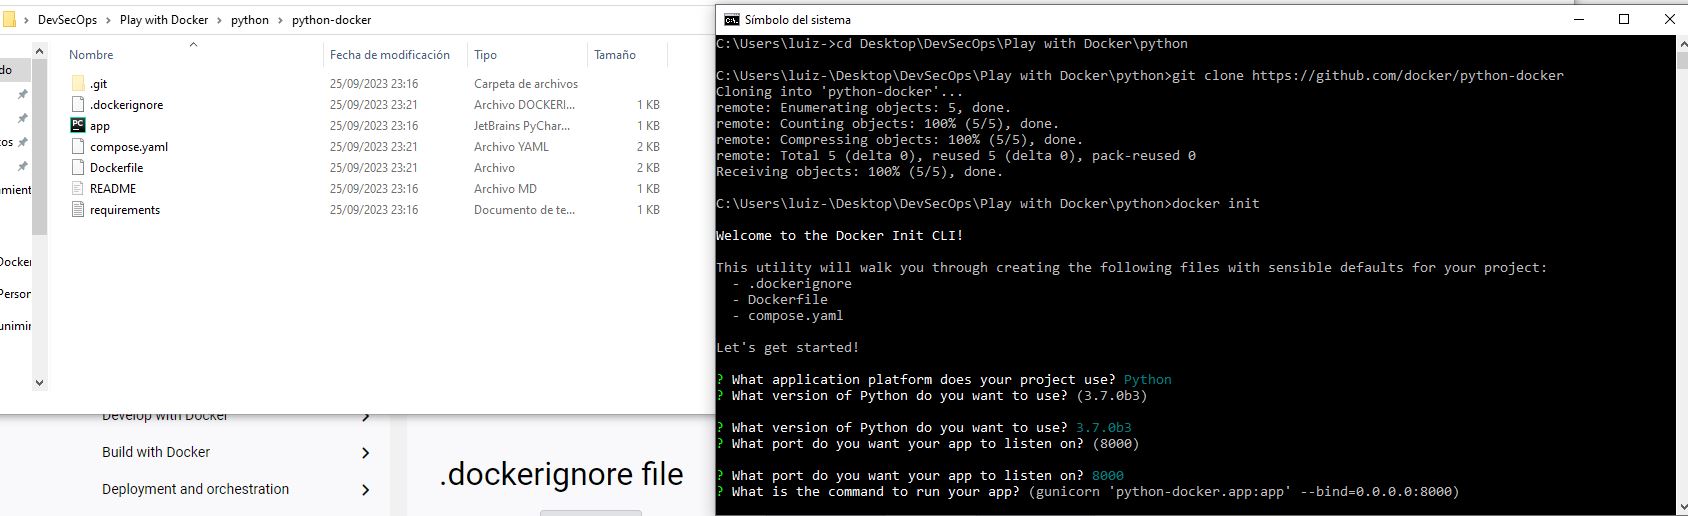 DevSecOps > Play with Docker > python > python-docker
Nombre Fecha de modificación Tipo Tamaño
.git 25/09/2023 23:16 Carpeta de archivos
.dockerignore 25/09/2023 23:21 Archivo DOCKERI... 1 KB
app 25/09/2023 23:16 JetBrains PyChar... 1 KB
compose.yaml 25/09/2023 23:21 Archivo YAML 2 KB
Dockerfile 25/09/2023 23:21 Archivo 2 KB
README 25/09/2023 23:16 Archivo MD 1 KB
requirements 25/09/2023 23:16 Documento de te... 1 KB
do
tos
amient
Docker
Person
unimin
Develop with Docker
Build with Docker
Deployment and orchestration
.dockerignore file
Símbolo del sistema
C:\Users\luiz->cd Desktop\DevSecOps\Play with Docker\python
C:\Users\luiz-\Desktop\DevSecOps\Play with Docker\python>git clone https://github.com/docker/python-docker
Cloning into 'python-docker'...
remote: Enumerating objects: 5, done.
remote: Counting objects: 100% (5/5), done.
remote: Compressing objects: 100% (5/5), done.
remote: Total 5 (delta 0), reused 5 (delta 0), pack-reused 0
Receiving objects: 100% (5/5), done.
C:\Users\luiz-\Desktop\DevSecOps\Play with Docker\python>docker init
Welcome to the Docker Init CLI!
This utility will walk you through creating the following files with sensible defaults for your project:
- .dockerignore
- Dockerfile
- compose.yaml
Let's get started!
? What application platform does your project use? Python
? What version of Python do you want to use? (3.7.0b3)
? What version of Python do you want to use? 3.7.0b3
? What port do you want your app to listen on? (8000)
? What port do you want your app to listen on? 8000
? What is the command to run your app? (gunicorn 'python-docker.app:app' --bind=0.0.0.0:8000)